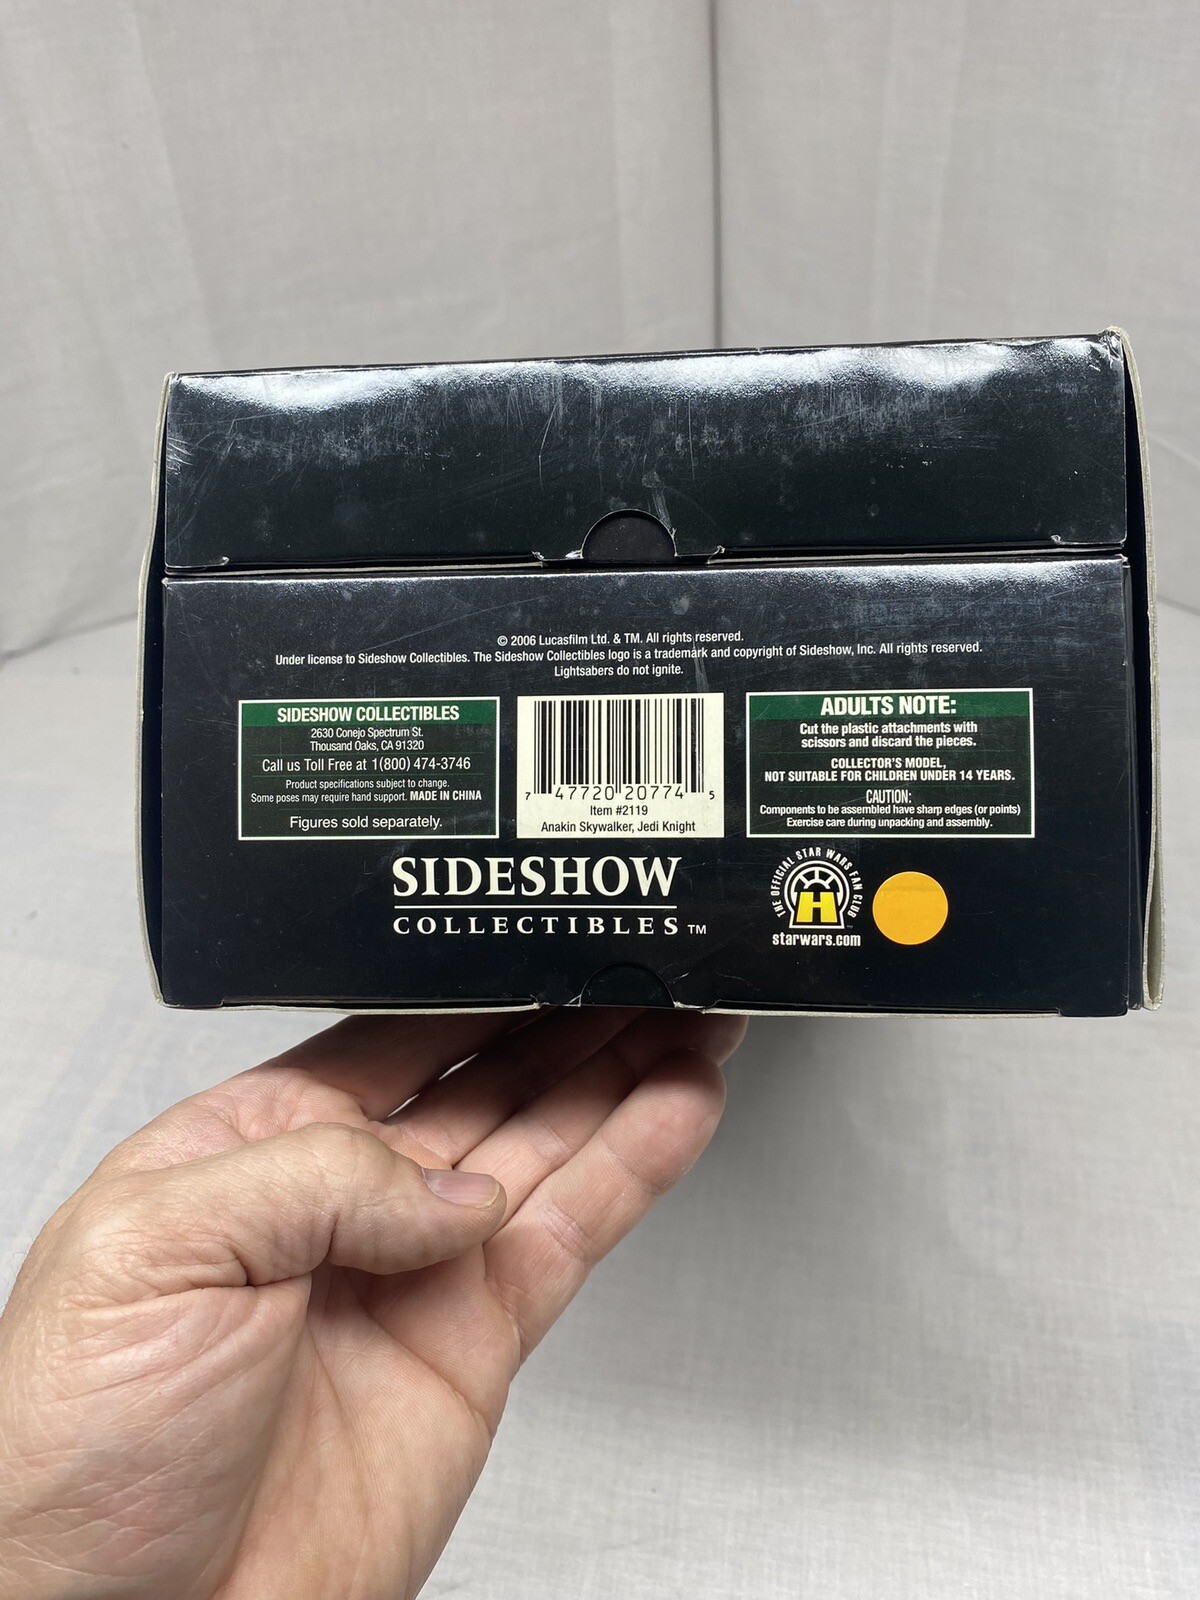 © 2006 Lucasfilm Ltd. & TM. All rights reserved.
Under license to Sideshow Collectibles. The Sideshow Collectibles logo is a trademark and copyright of Sideshow, Inc. All rights reserved.
Lightsabers do not ignite.
SIDESHOW COLLECTIBLES
2630 Conejo Spectrum St.
Thousand Oaks, CA 91320
Call us Toll Free at 1(800) 474-3746
Product specifications subject to change.
Some poses may require hand support. MADE IN CHINA
Figures sold separately.
7 47720 20774 5
Item #2119
Anakin Skywalker, Jedi Knight
ADULTS NOTE:
Cut the plastic attachments with
scissors and discard the pieces.
COLLECTOR'S MODEL,
NOT SUITABLE FOR CHILDREN UNDER 14 YEARS.
CAUTION:
Components to be assembled have sharp edges (or points)
Exercise care during unpacking and assembly.
SIDESHOW
COLLECTIBLES TM
THE OFFICIAL STAR WARS FAN CLUB
H
starwars.com